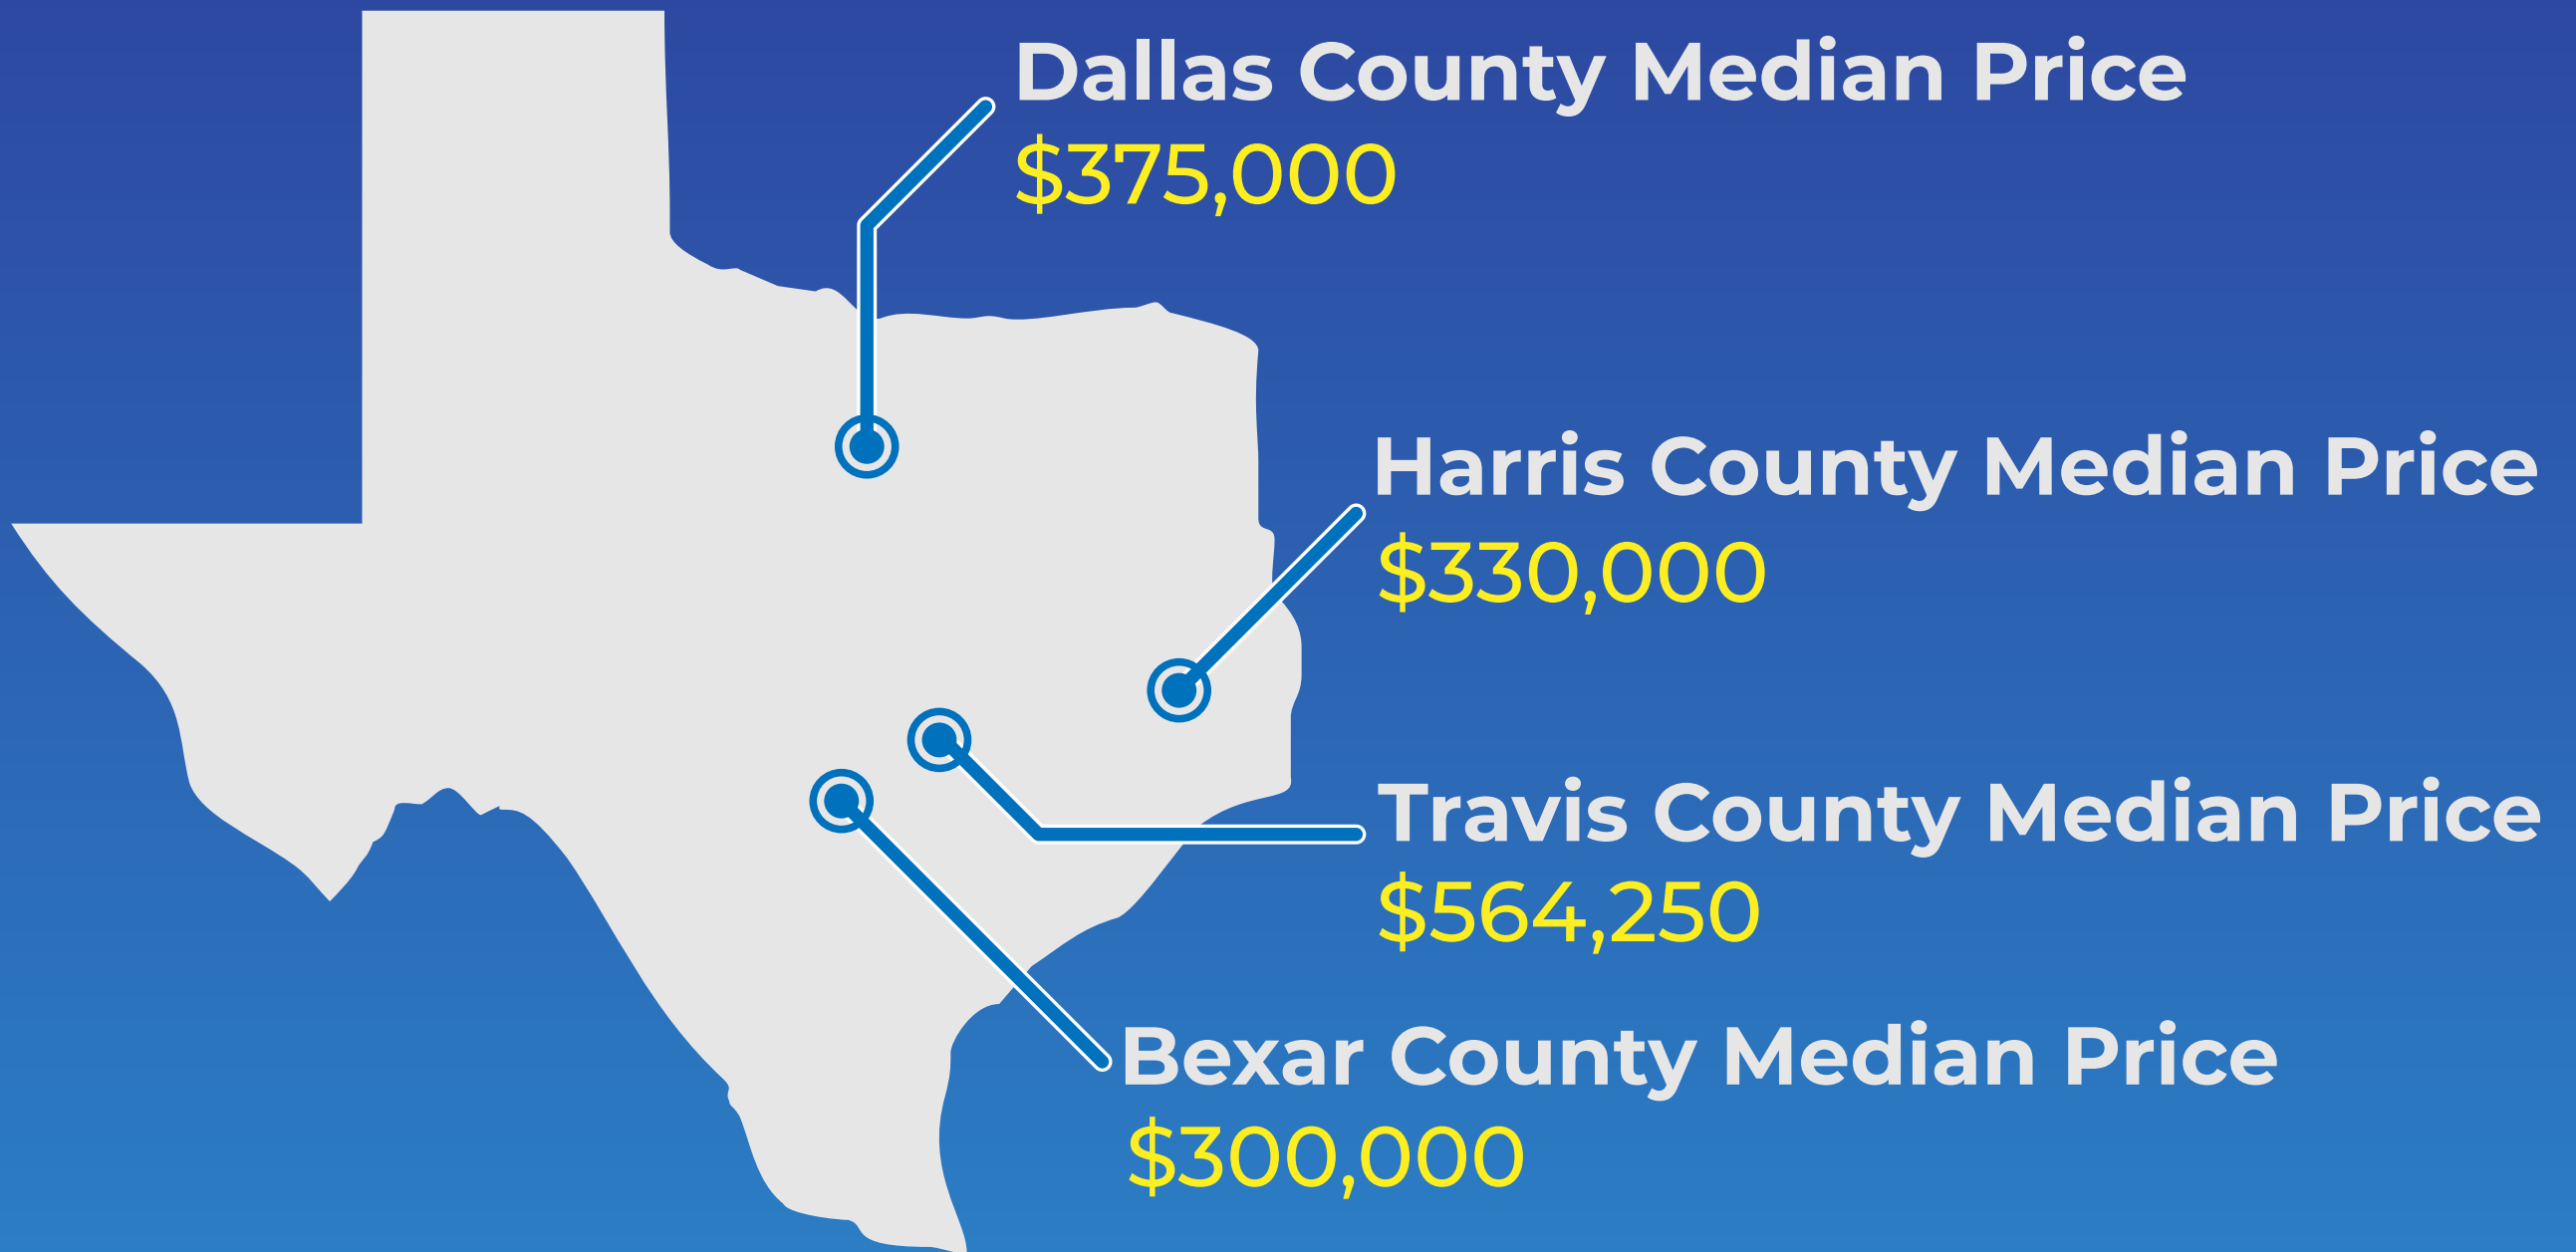 Dallas County Median Price
$375,000
Harris County Median Price
$330,000
Travis County Median Price
$564,250
Bexar County Median Price
$300,000